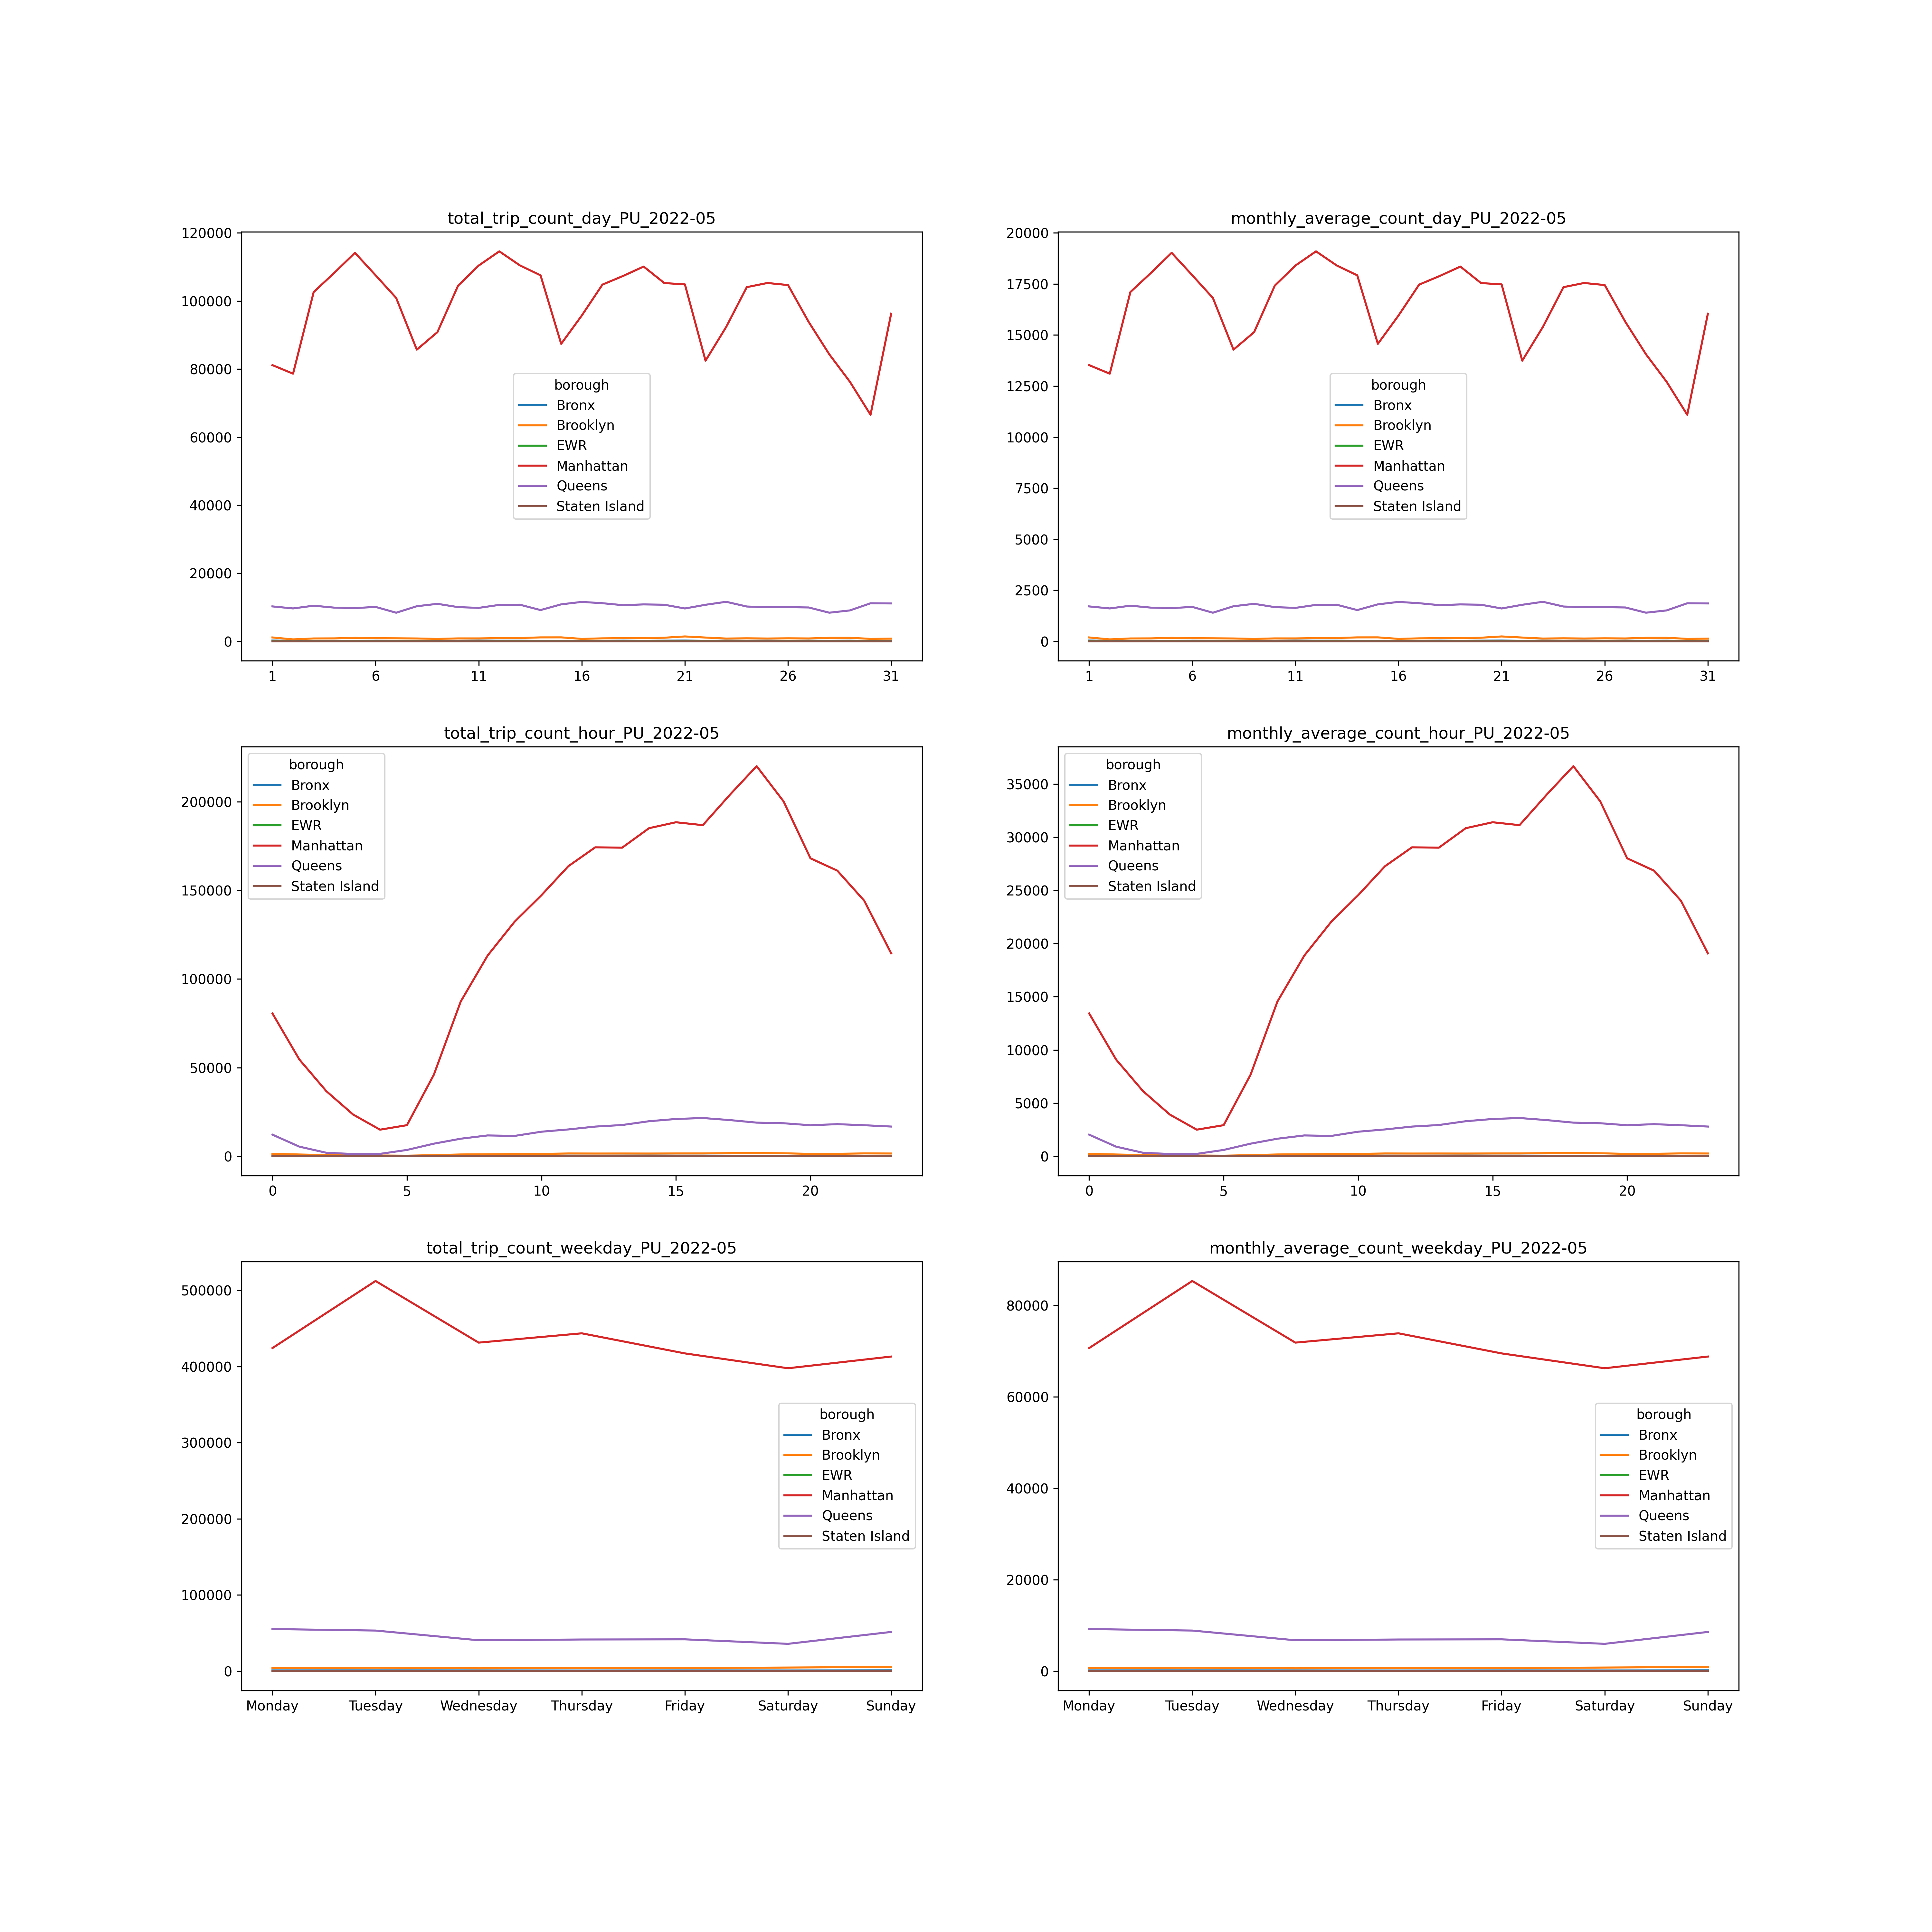 total_trip_count_day_PU_2022-05
120000
100000
80000
60000
40000
20000
0
borough
Bronx
Brooklyn
EWR
Manhattan
Queens
Staten Island
1 6 11 16 21 26 31
monthly_average_count_day_PU_2022-05
20000
17500
15000
12500
10000
7500
5000
2500
0
borough
Bronx
Brooklyn
EWR
Manhattan
Queens
Staten Island
1 6 11 16 21 26 31
total_trip_count_hour_PU_2022-05
200000
150000
100000
50000
0
borough
Bronx
Brooklyn
EWR
Manhattan
Queens
Staten Island
0 5 10 15 20
monthly_average_count_hour_PU_2022-05
35000
30000
25000
20000
15000
10000
5000
0
borough
Bronx
Brooklyn
EWR
Manhattan
Queens
Staten Island
0 5 10 15 20
total_trip_count_weekday_PU_2022-05
500000
400000
300000
200000
100000
0
borough
Bronx
Brooklyn
EWR
Manhattan
Queens
Staten Island
Monday Tuesday Wednesday Thursday Friday Saturday Sunday
monthly_average_count_weekday_PU_2022-05
80000
60000
40000
20000
0
borough
Bronx
Brooklyn
EWR
Manhattan
Queens
Staten Island
Monday Tuesday Wednesday Thursday Friday Saturday Sunday